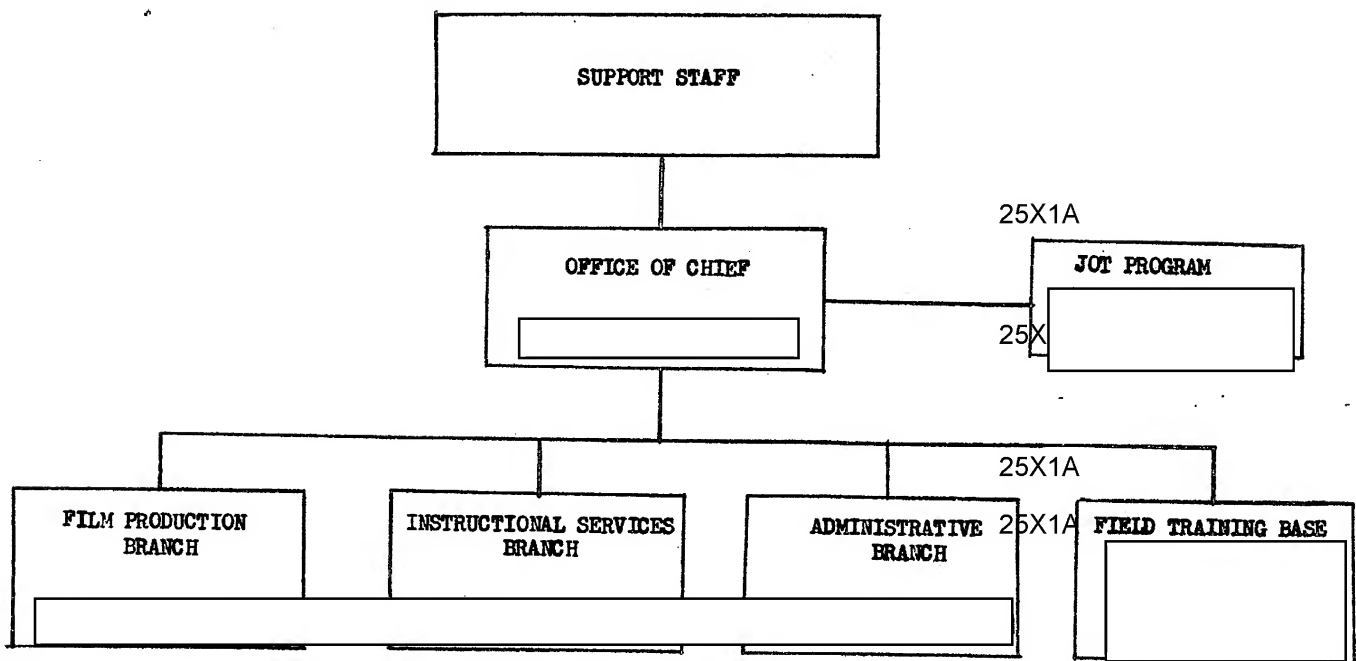 SUPPORT STAFF
25X1A
OFFICE OF CHIEF
JOT PROGRAM
25X
25X1A
FILM PRODUCTION
BRANCH
INSTRUCTIONAL SERVICES
BRANCH
ADMINISTRATIVE
BRANCH
25X1A
FIELD TRAINING BASE